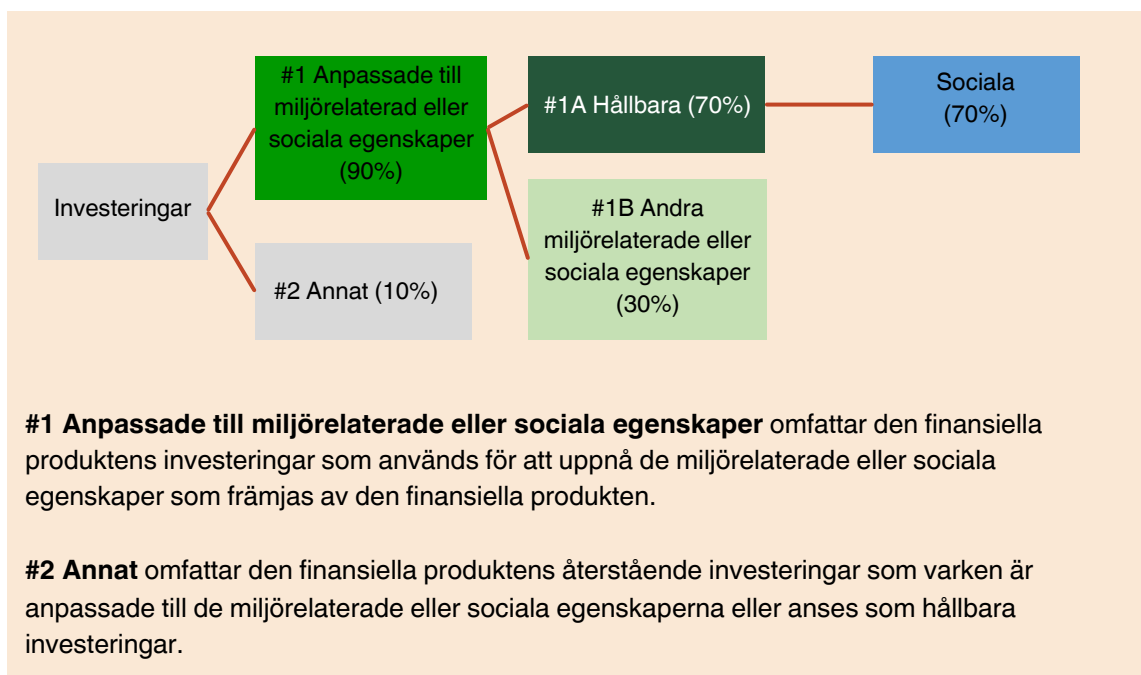 #1 Anpassade till
miljörelaterad eller
sociala egenskaper
(90%)
#1A Hållbara (70%)
Sociala
(70%)
Investeringar
#1B Andra
miljörelaterade eller
sociala egenskaper
(30%)
#2 Annat (10%)
#1 Anpassade till miljörelaterade eller sociala egenskaper omfattar den finansiella
produktens investeringar som används för att uppnå de miljörelaterade eller sociala
egenskaper som främjas av den finansiella produkten.
#2 Annat omfattar den finansiella produktens återstående investeringar som varken är
anpassade till de miljörelaterade eller sociala egenskaperna eller anses som hållbara
investeringar.